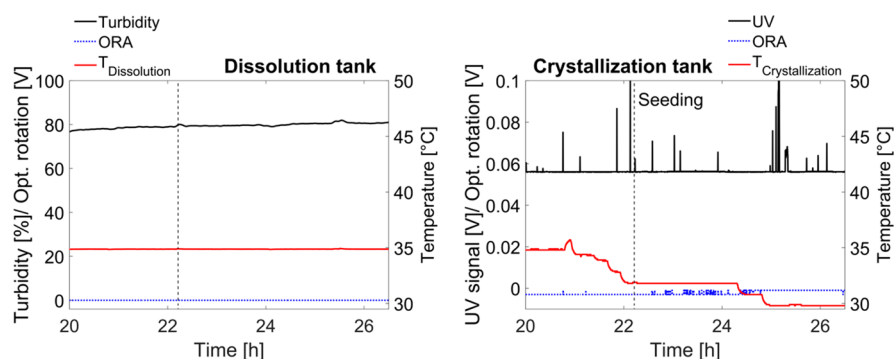 Turbidity
ORA
T_Dissolution
Dissolution tank
100
80
60
40
20
0
50
45
40
35
30
20
22
24
26
Turbidity [%]/ Opt. rotation [V]
Temperature [°C]
Time [h]
UV
ORA
T_Crystallization
Crystallization tank
Seeding
0.1
0.08
0.06
0.04
0.02
0
50
45
40
35
30
20
22
24
26
UV signal [V]/ Opt. rotation [V]
Temperature [°C]
Time [h]